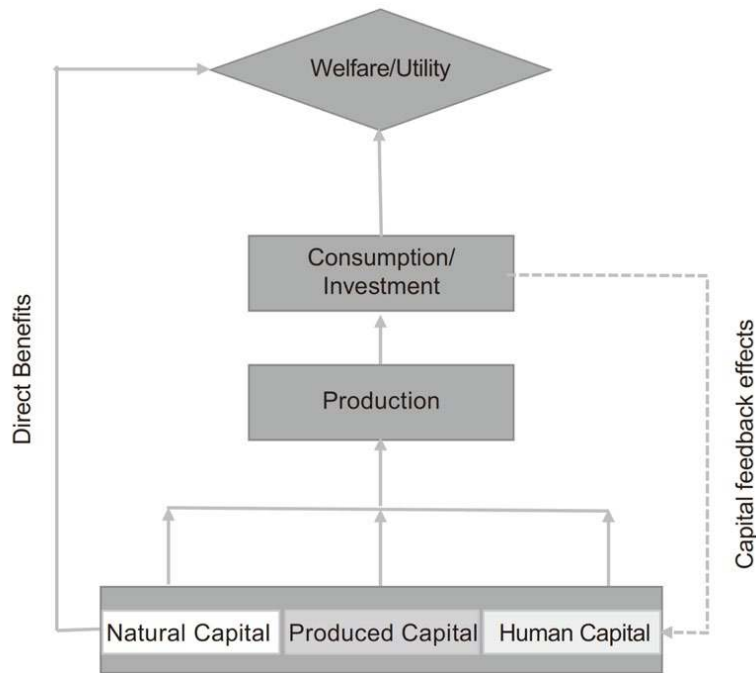 Welfare/Utility
Consumption/
Investment
Production
Direct Benefits
Capital feedback effects
Natural Capital
Produced Capital
Human Capital